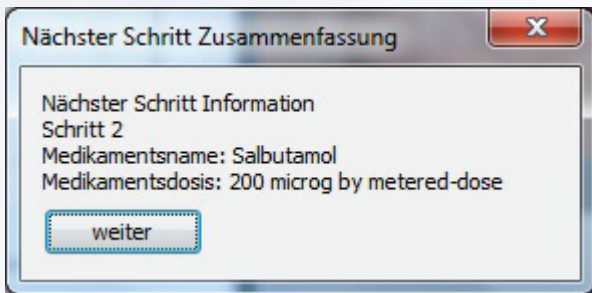 Nächster Schritt Zusammenfassung
Nächster Schritt Information
Schritt 2
Medikamentsname: Salbutamol
Medikamentsdosis: 200 microg by metered-dose
weiter